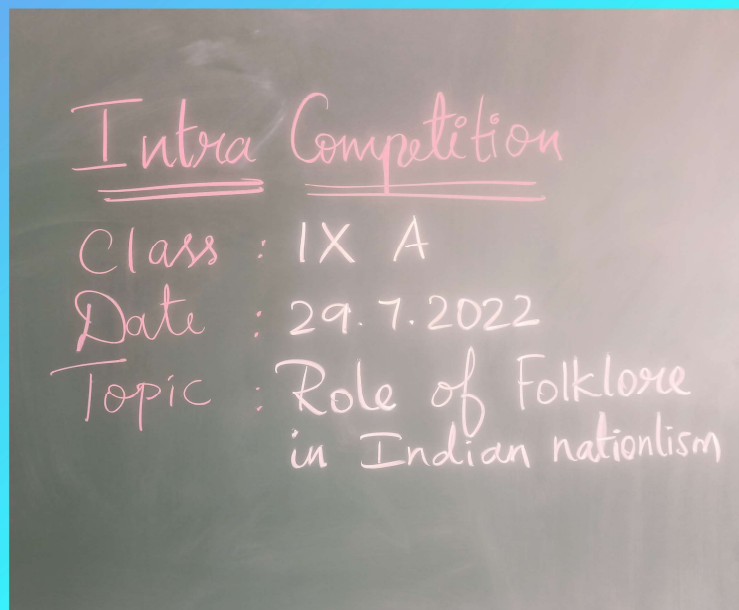 Intra Competition
Class : IX A
Date : 29.7.2022
Topic : Role of Folklore
in Indian nationlism